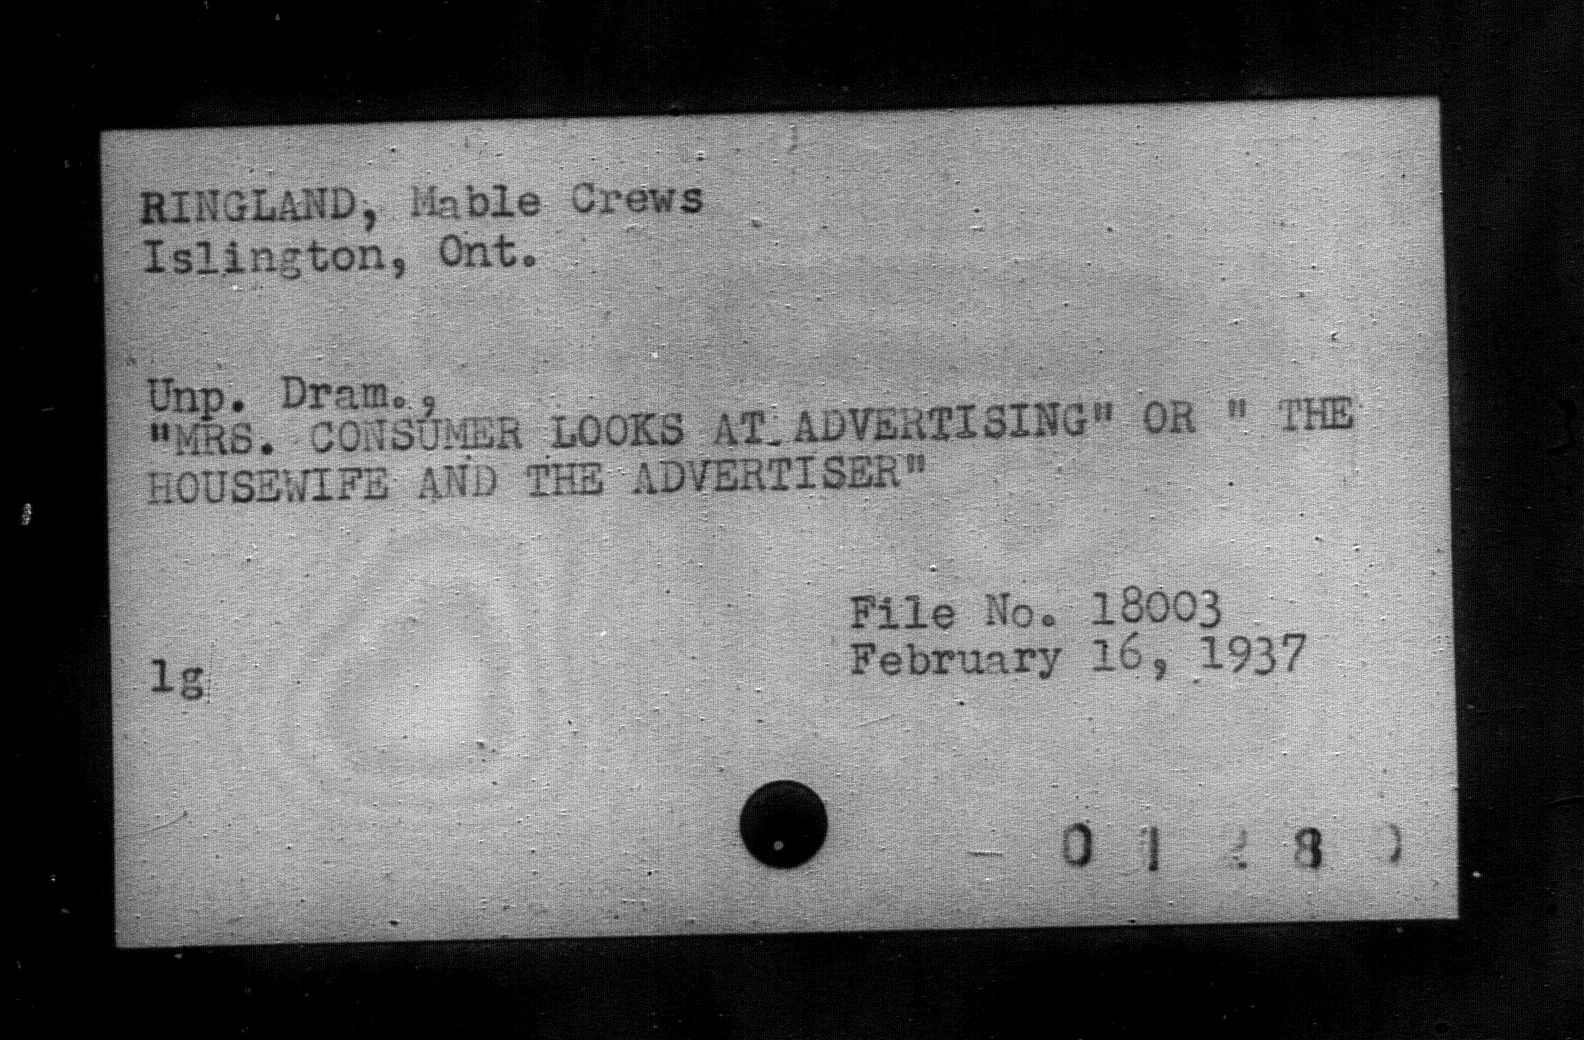 RINGLAND, Mable Crews
Islington, Ont.
Unp. Dram.,
"MRS. CONSUMER LOOKS AT ADVERTISING" OR " THE
HOUSEWIFE AND THE ADVERTISER"
File No. 18003
February 16, 1937
lg